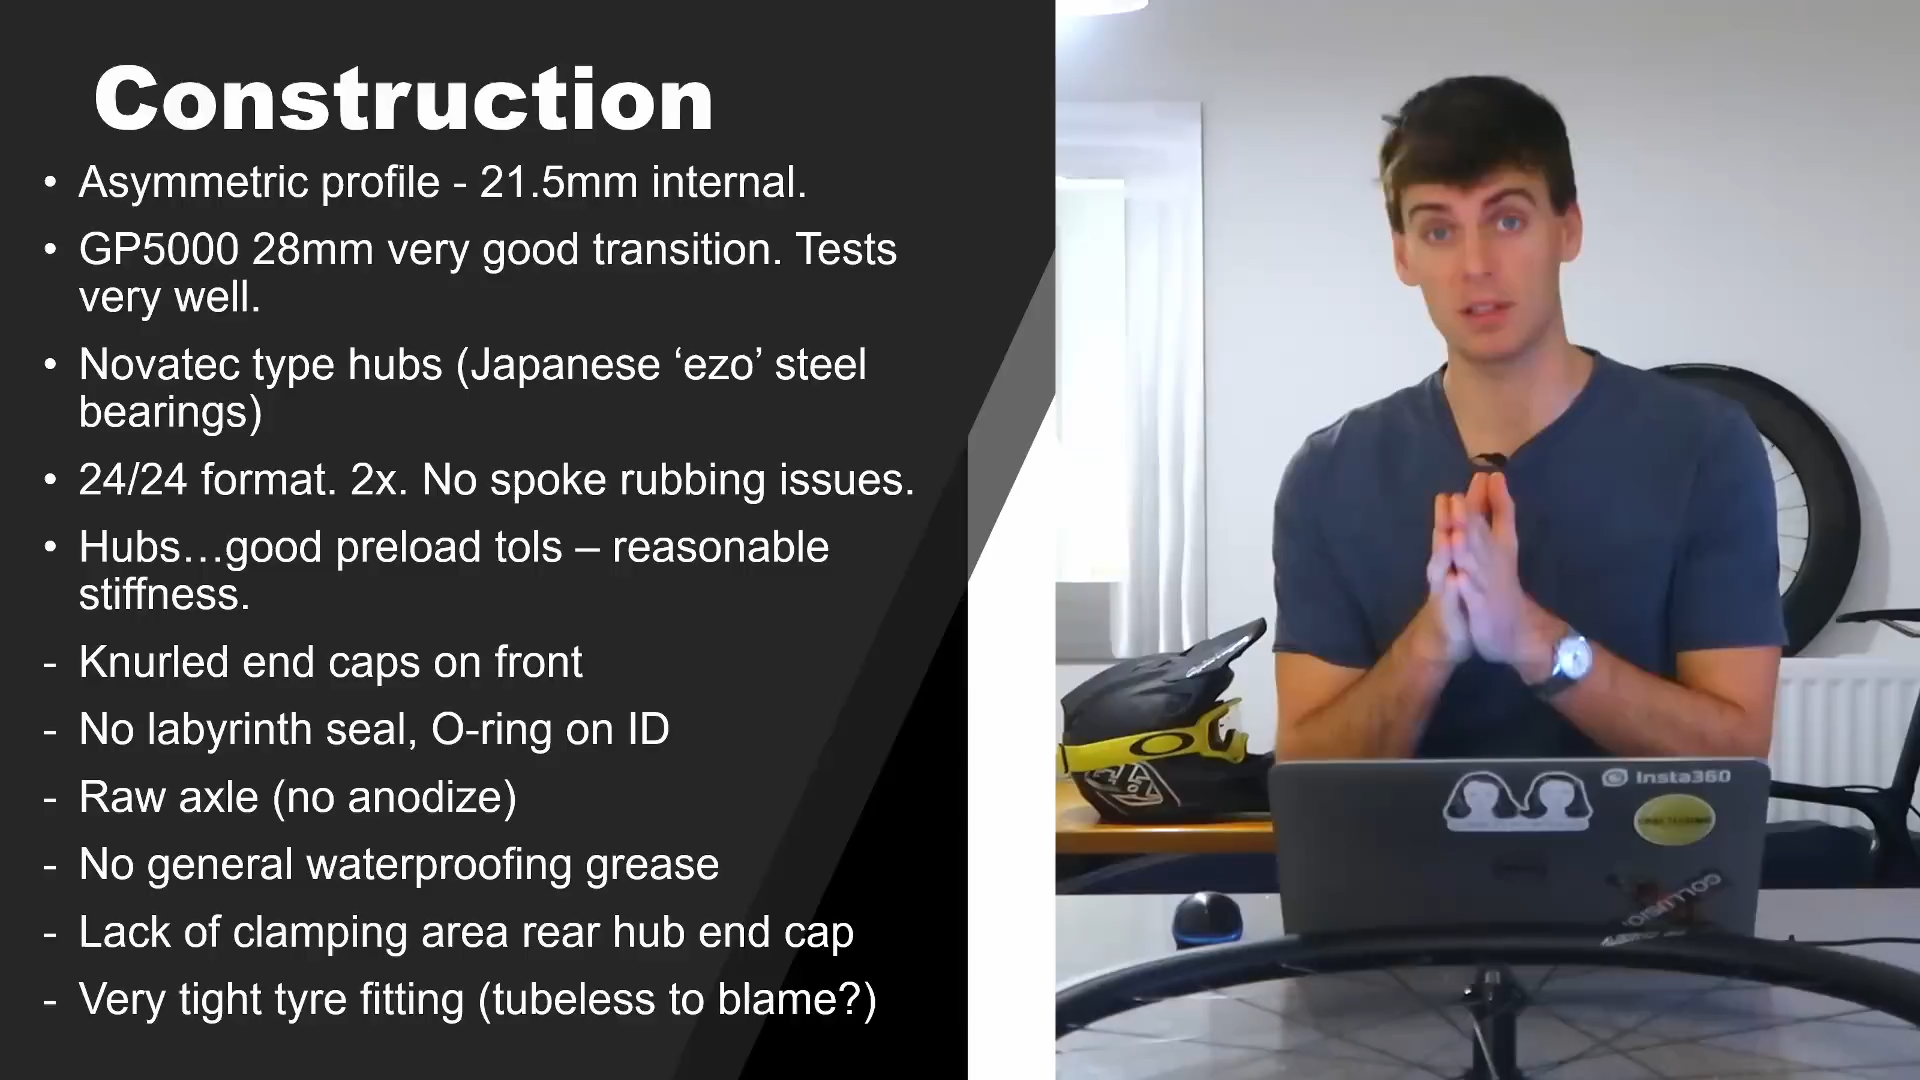 Construction
• Asymmetric profile - 21.5mm internal.
• GP5000 28mm very good transition. Tests
very well.
• Novatec type hubs (Japanese ‘ezo’ steel
bearings)
• 24/24 format. 2x. No spoke rubbing issues.
• Hubs…good preload tols – reasonable
stiffness.
- Knurled end caps on front
- No labyrinth seal, O-ring on ID
- Raw axle (no anodize)
- No general waterproofing grease
- Lack of clamping area rear hub end cap
- Very tight tyre fitting (tubeless to blame?)
Insta360